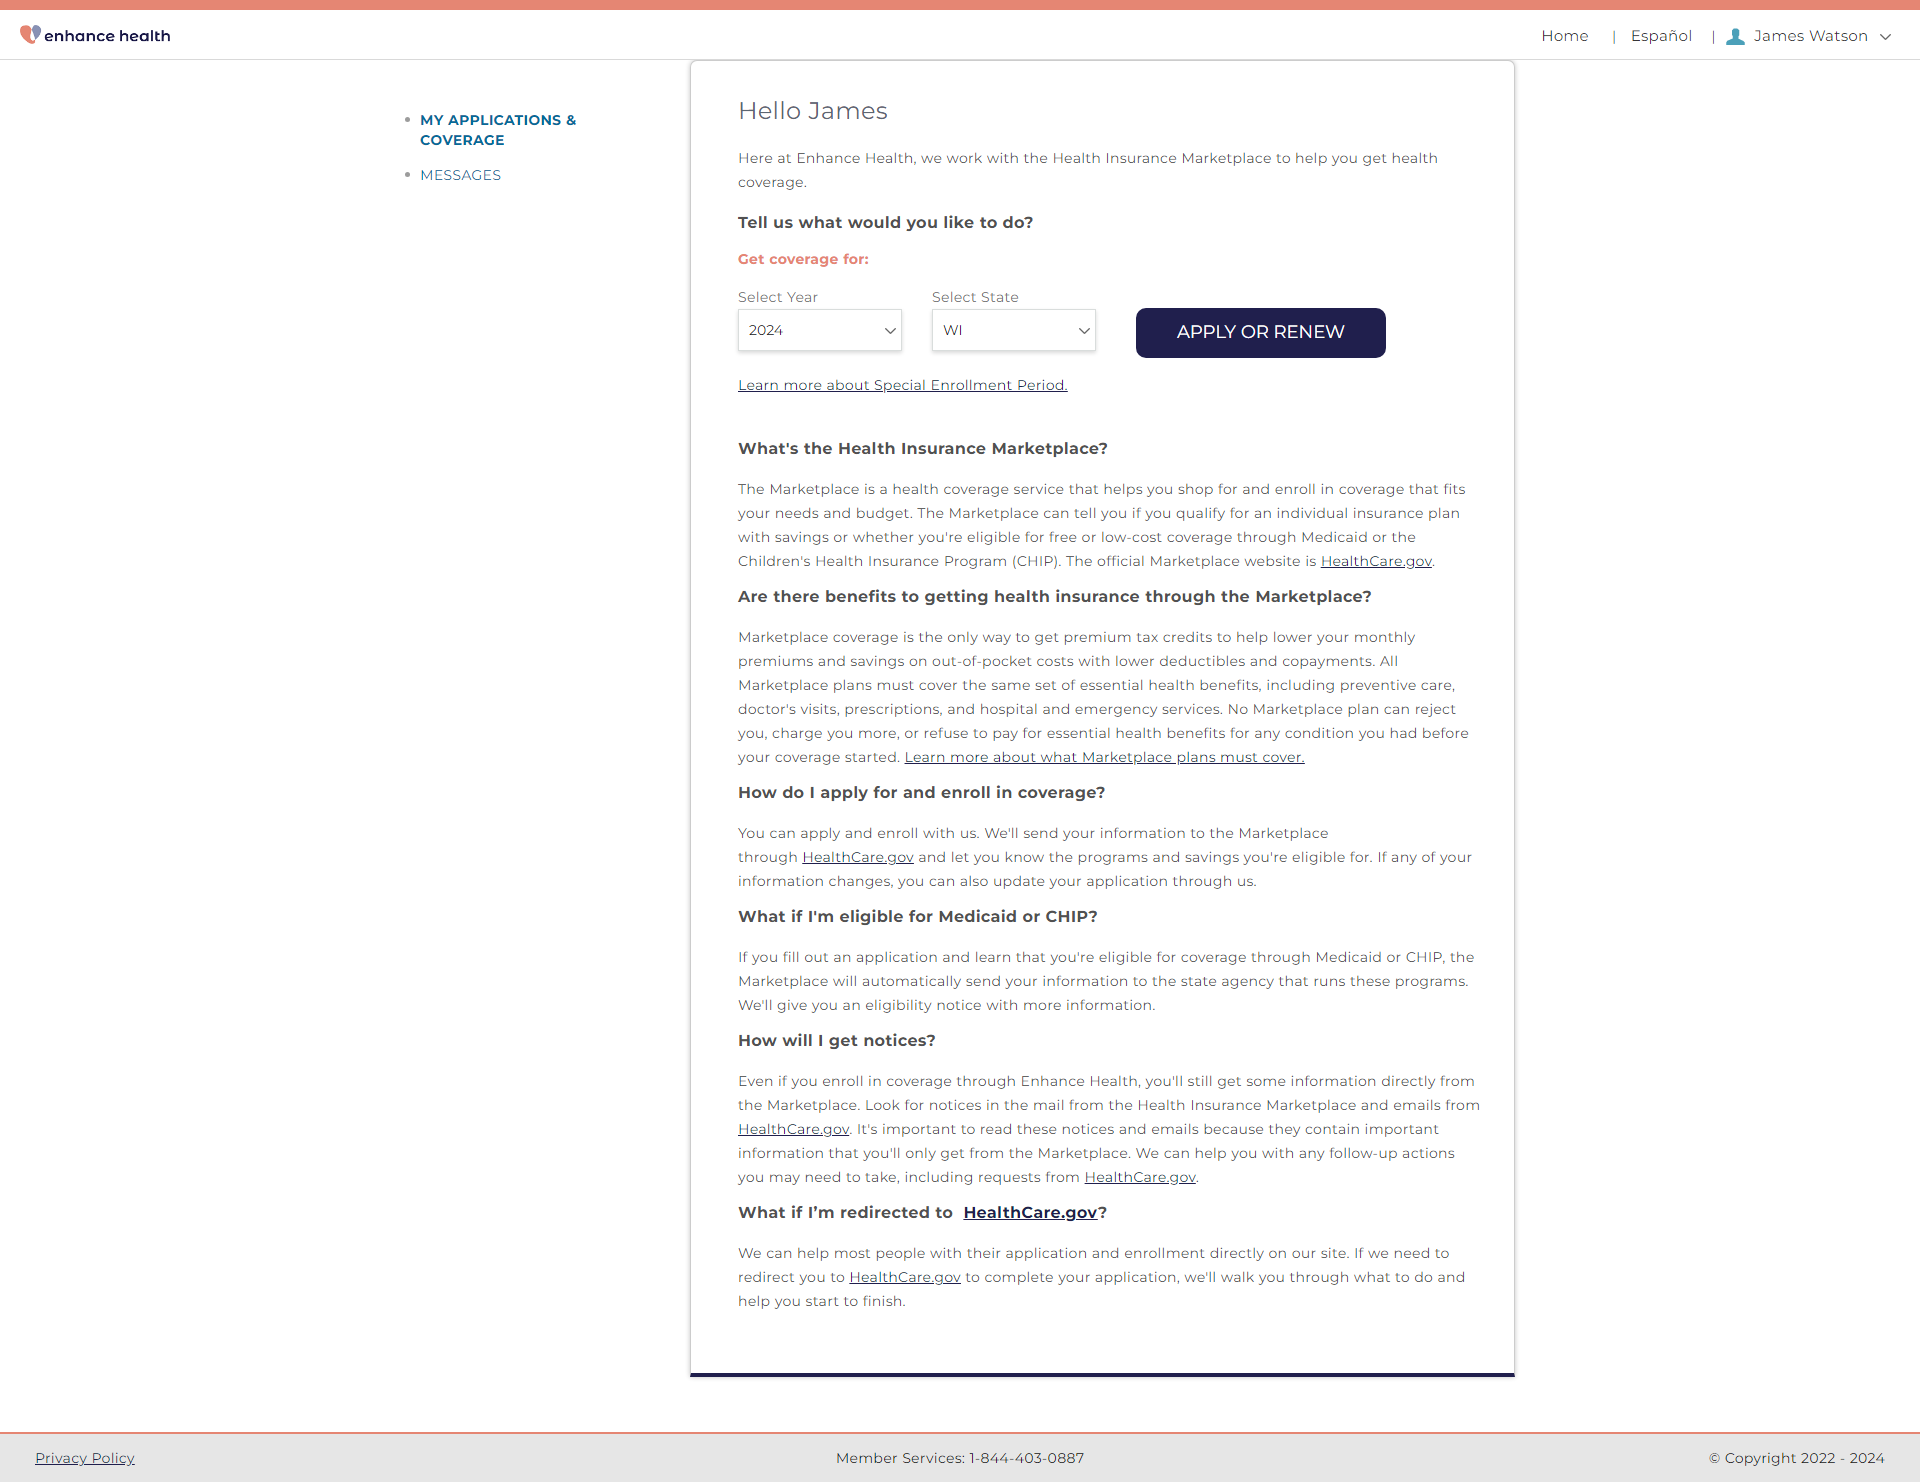 enhance health
Home | Español | James Watson
MY APPLICATIONS &
COVERAGE
MESSAGES
Hello James
Here at Enhance Health, we work with the Health Insurance Marketplace to help you get health
coverage.
Tell us what would you like to do?
Get coverage for:
Select Year Select State
2024 WI APPLY OR RENEW
Learn more about Special Enrollment Period.
What's the Health Insurance Marketplace?
The Marketplace is a health coverage service that helps you shop for and enroll in coverage that fits
your needs and budget. The Marketplace can tell you if you qualify for an individual insurance plan
with savings or whether you're eligible for free or low-cost coverage through Medicaid or the
Children's Health Insurance Program (CHIP). The official Marketplace website is HealthCare.gov.
Are there benefits to getting health insurance through the Marketplace?
Marketplace coverage is the only way to get premium tax credits to help lower your monthly
premiums and savings on out-of-pocket costs with lower deductibles and copayments. All
Marketplace plans must cover the same set of essential health benefits, including preventive care,
doctor's visits, prescriptions, and hospital and emergency services. No Marketplace plan can reject
you, charge you more, or refuse to pay for essential health benefits for any condition you had before
your coverage started. Learn more about what Marketplace plans must cover.
How do I apply for and enroll in coverage?
You can apply and enroll with us. We'll send your information to the Marketplace
through HealthCare.gov and let you know the programs and savings you're eligible for. If any of your
information changes, you can also update your application through us.
What if I'm eligible for Medicaid or CHIP?
If you fill out an application and learn that you're eligible for coverage through Medicaid or CHIP, the
Marketplace will automatically send your information to the state agency that runs these programs.
We'll give you an eligibility notice with more information.
How will I get notices?
Even if you enroll in coverage through Enhance Health, you'll still get some information directly from
the Marketplace. Look for notices in the mail from the Health Insurance Marketplace and emails from
HealthCare.gov. It's important to read these notices and emails because they contain important
information that you'll only get from the Marketplace. We can help you with any follow-up actions
you may need to take, including requests from HealthCare.gov.
What if I’m redirected to HealthCare.gov?
We can help most people with their application and enrollment directly on our site. If we need to
redirect you to HealthCare.gov to complete your application, we'll walk you through what to do and
help you start to finish.
Privacy Policy Member Services: 1-844-403-0887 © Copyright 2022 - 2024